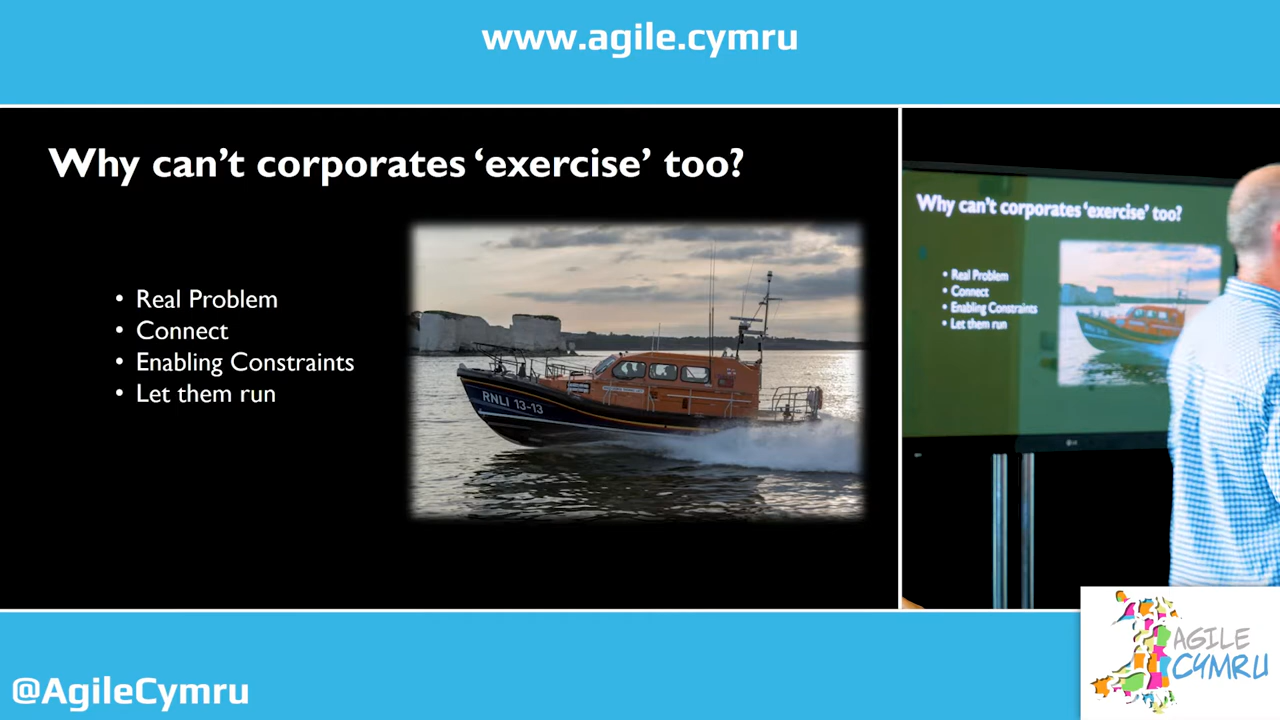 www.agile.cymru
Why can't corporates 'exercise' too?
• Real Problem
• Connect
• Enabling Constraints
• Let them run
RNLI 13-13
Why can't corporates 'exercise' too?
• Real Problem
• Connect
• Enabling Constraints
• Let them run
LG
@AgileCymru
AGILE
CYMRU